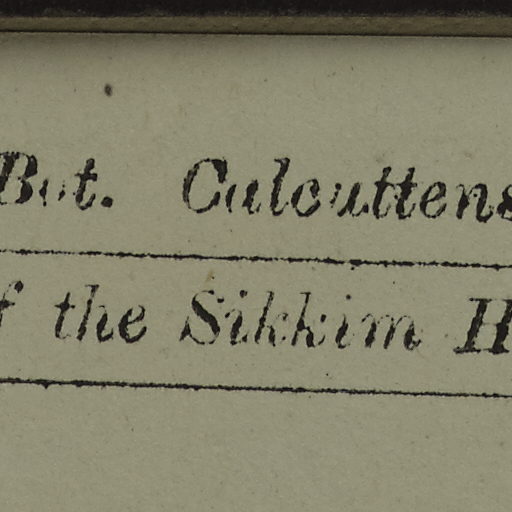 Bot. Calcuttens
f the Sikkim H